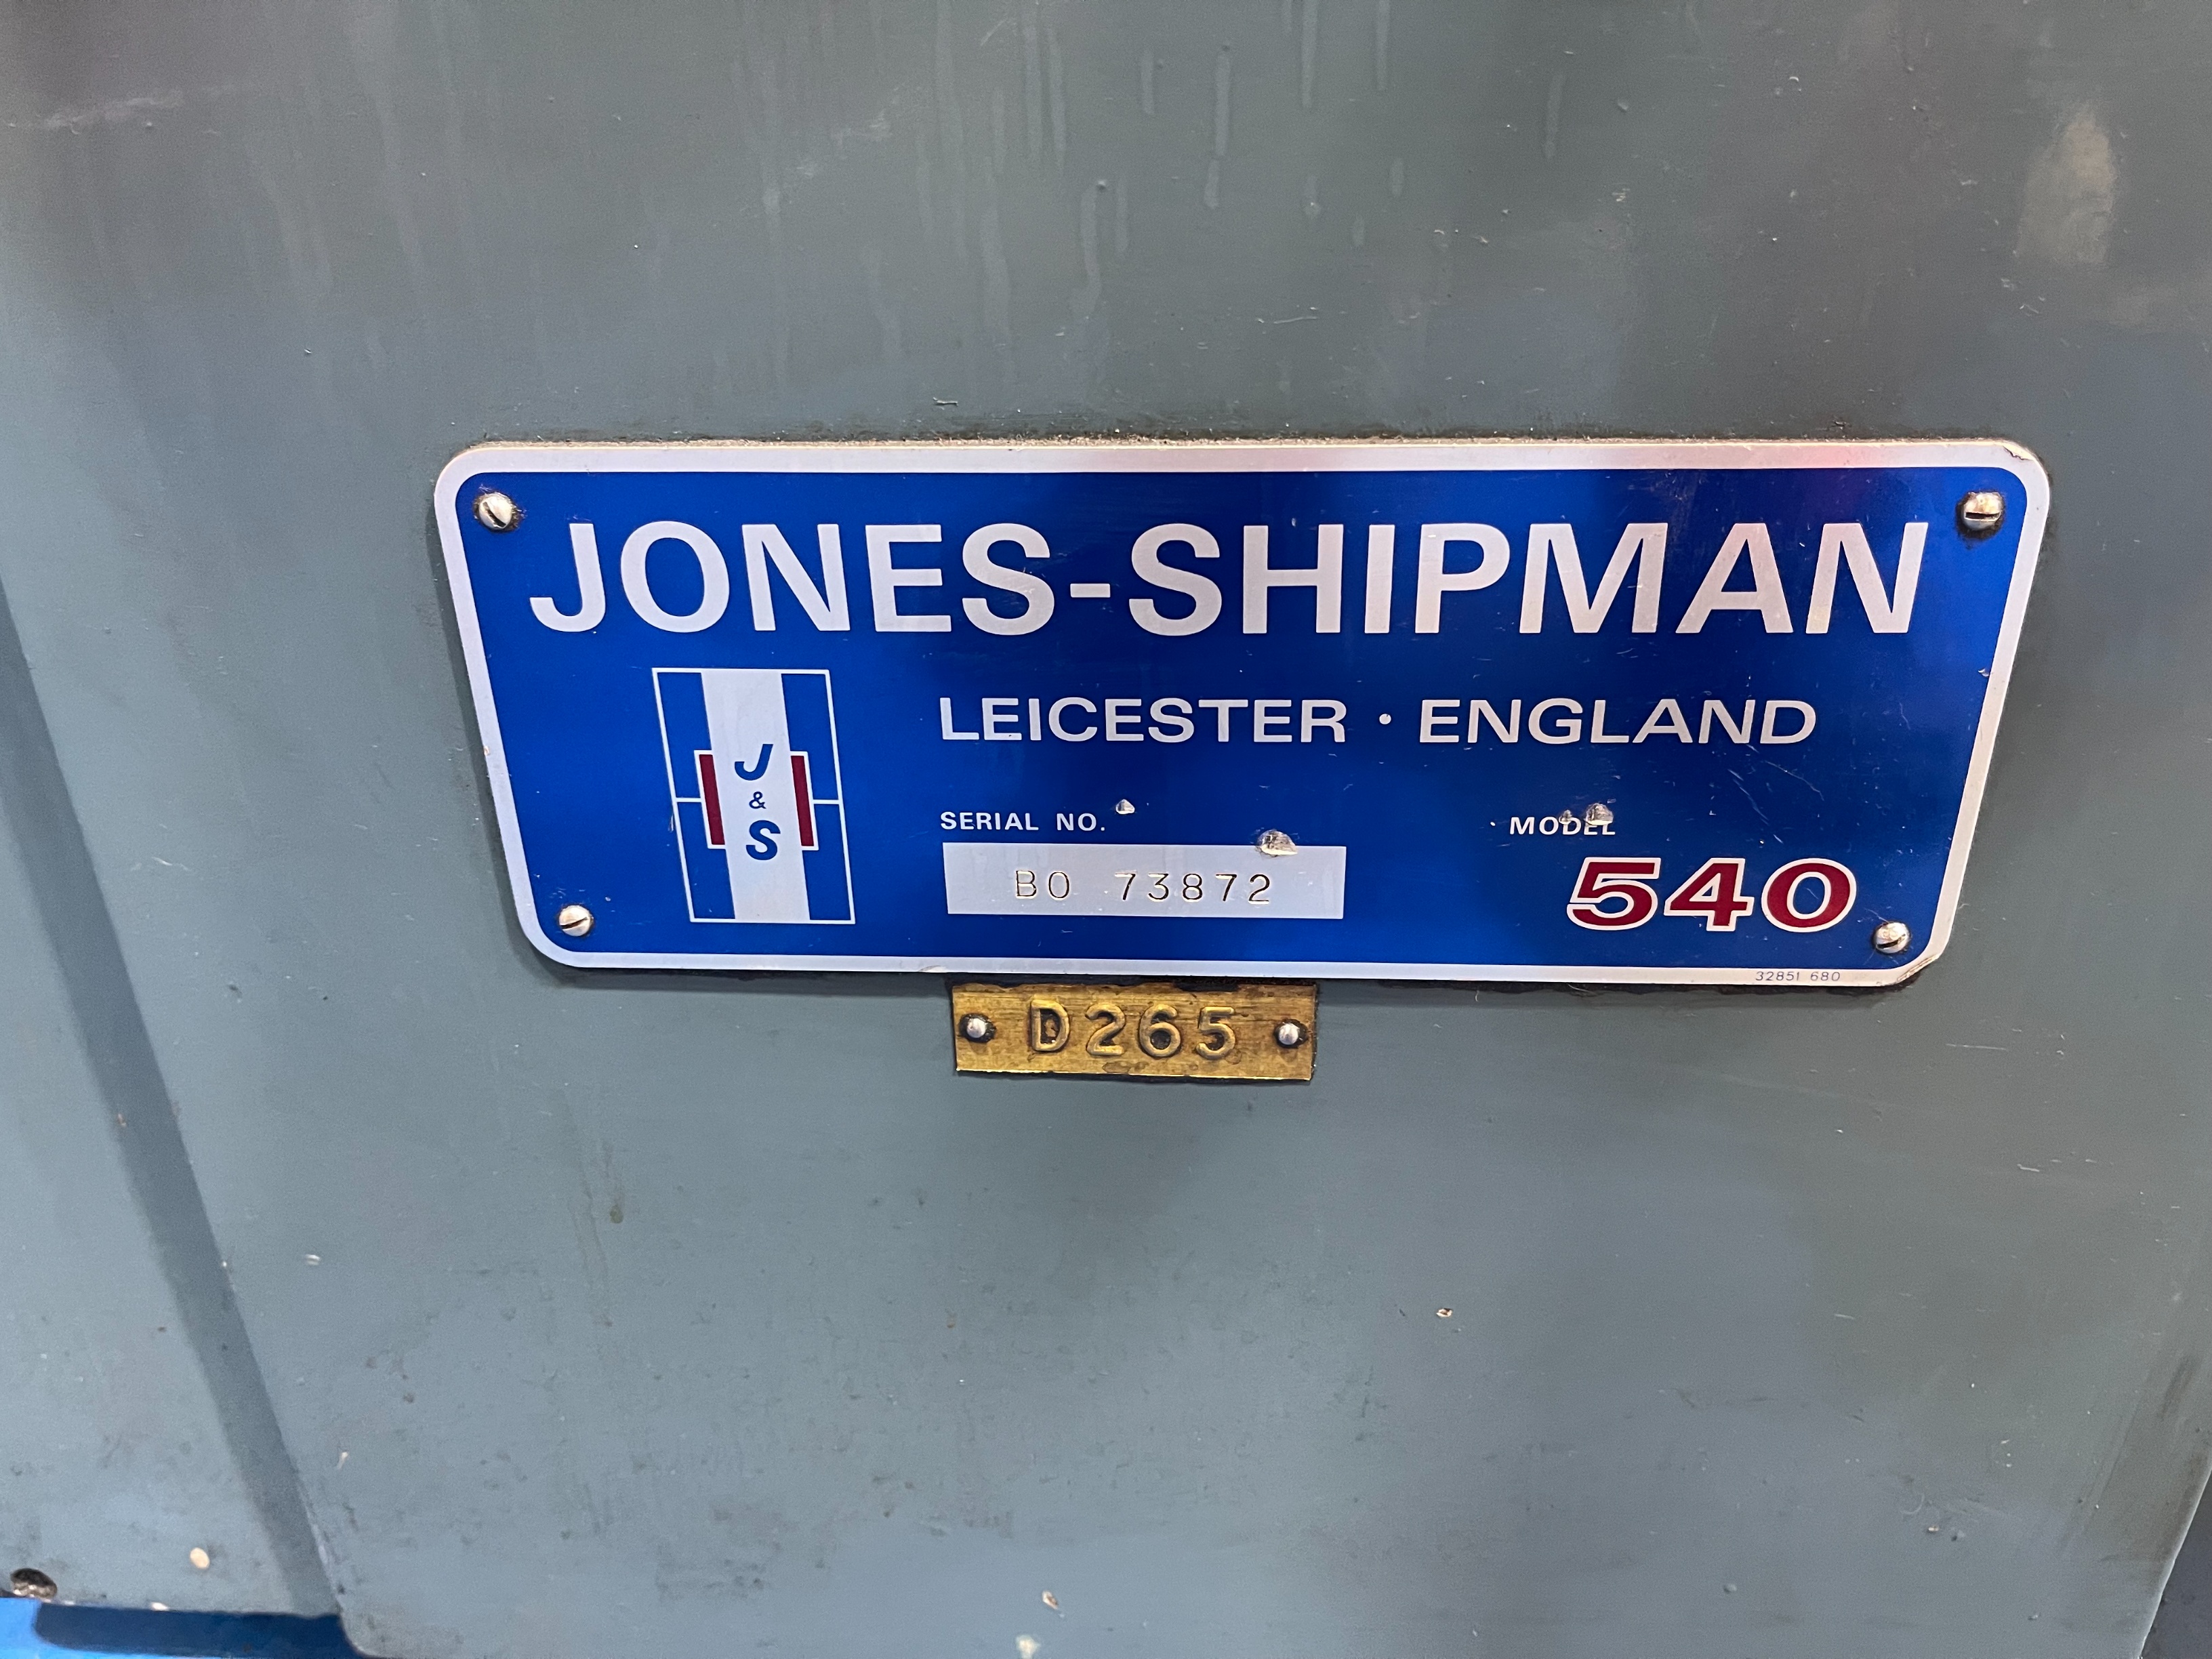 JONES-SHIPMAN
LEICESTER · ENGLAND
J
&
S
SERIAL NO.
BO 73872
MODEL
540
32851 680
D265